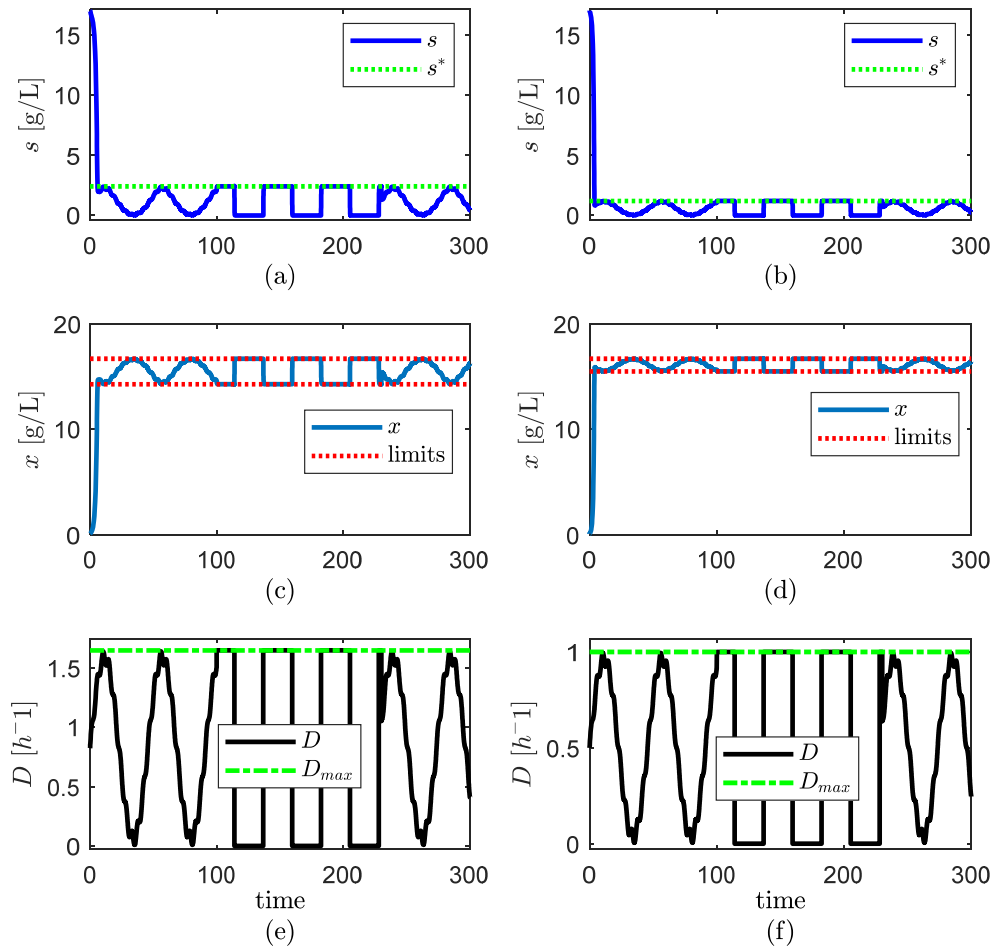 15
10
5
0
s [g/L]
s
s*
0 100 200 300
(a)
15
10
5
0
s [g/L]
s
s*
0 100 200 300
(b)
20
10
0
x [g/L]
x
limits
0 100 200 300
(c)
20
10
0
x [g/L]
x
limits
0 100 200 300
(d)
1.5
1
0.5
0
D [h⁻1]
D
D_max
0 100 200 300
time
(e)
1
0.5
0
D [h⁻1]
D
D_max
0 100 200 300
time
(f)